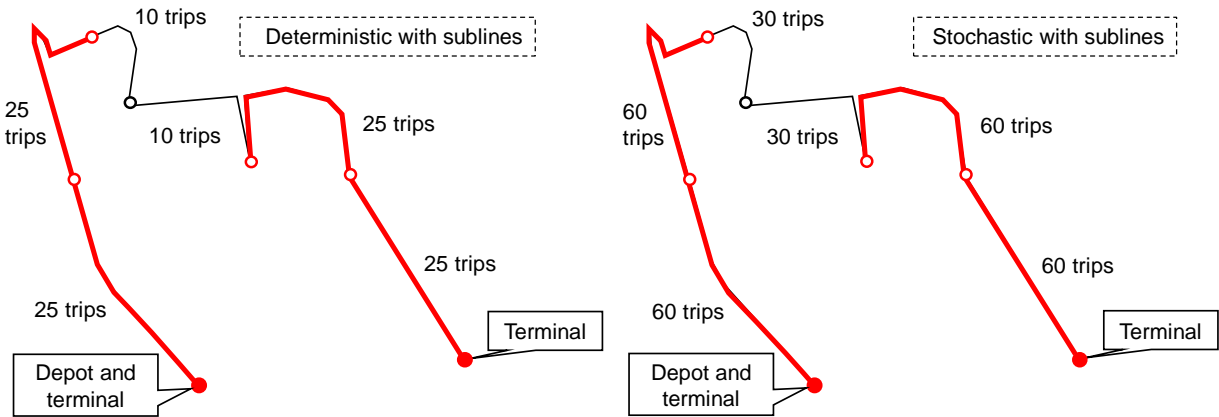 10 trips
Deterministic with sublines
25
trips
10 trips
25 trips
25 trips
25 trips
Terminal
Depot and
terminal
30 trips
Stochastic with sublines
60
trips
30 trips
60 trips
60 trips
60 trips
Terminal
Depot and
terminal